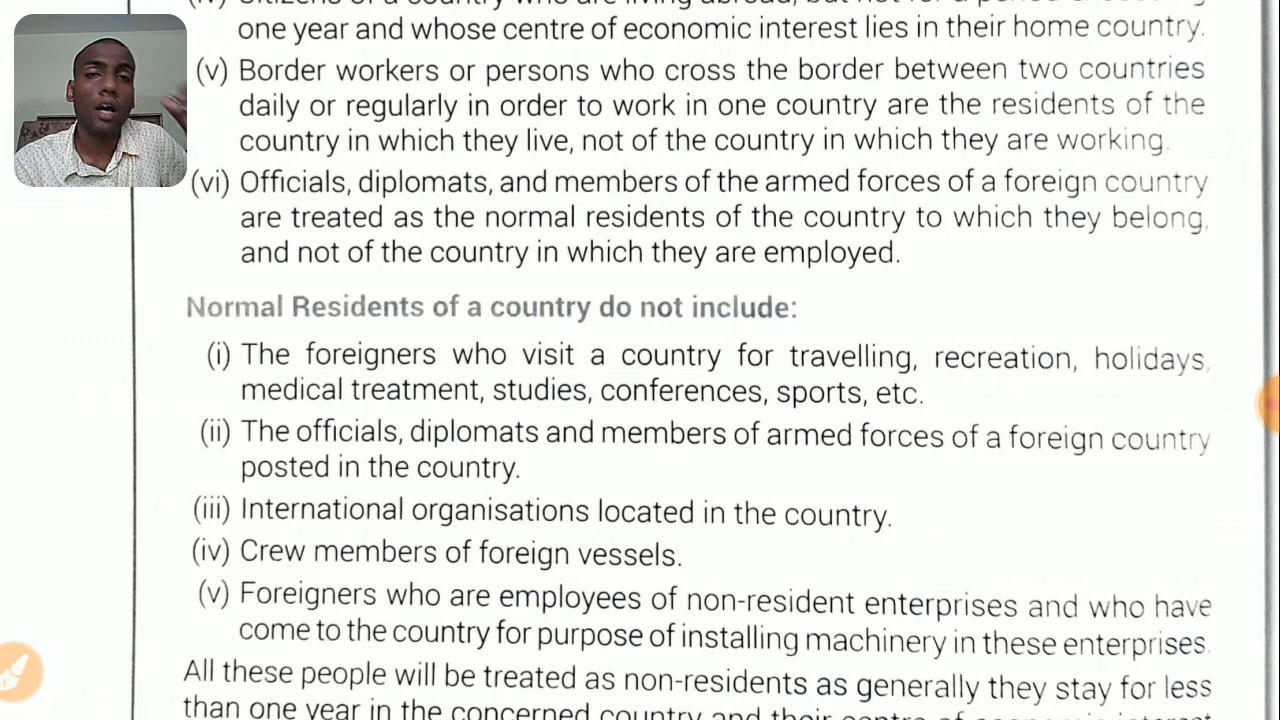 one year and whose centre of economic interest lies in their home country.
(v) Border workers or persons who cross the border between two countries
daily or regularly in order to work in one country are the residents of the
country in which they live, not of the country in which they are working.
(vi) Officials, diplomats, and members of the armed forces of a foreign country
are treated as the normal residents of the country to which they belong,
and not of the country in which they are employed.
Normal Residents of a country do not include:
(i) The foreigners who visit a country for travelling, recreation, holidays,
medical treatment, studies, conferences, sports, etc.
(ii) The officials, diplomats and members of armed forces of a foreign country
posted in the country.
(iii) International organisations located in the country.
(iv) Crew members of foreign vessels.
(v) Foreigners who are employees of non-resident enterprises and who have
come to the country for purpose of installing machinery in these enterprises.
All these people will be treated as non-residents as generally they stay for less
than one year in the concerned country and their centre of economic interest